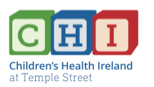 CHI
Children's Health Ireland
at Temple Street